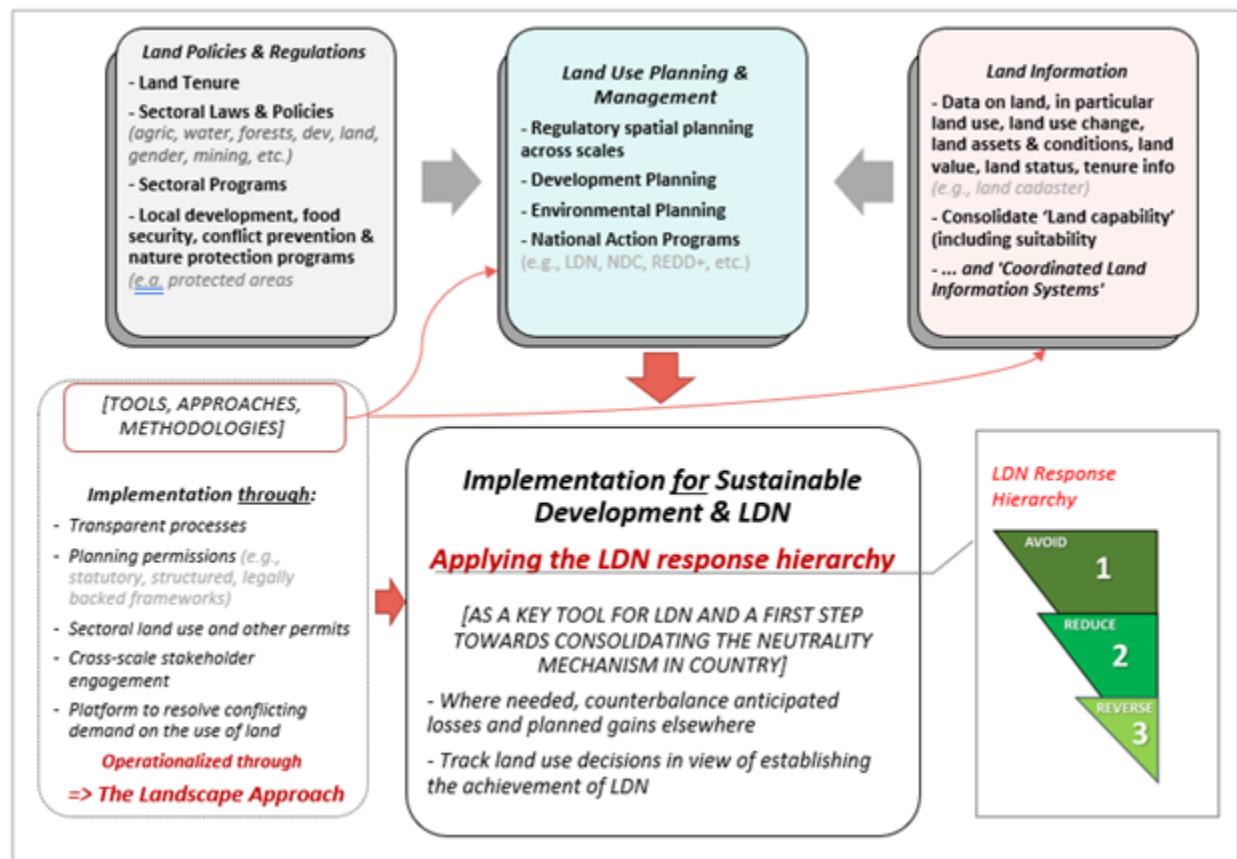 Land Policies & Regulations
- Land Tenure
- Sectoral Laws & Policies
(agric, water, forests, dev, land,
gender, mining, etc.)
- Sectoral Programs
- Local development, food
security, conflict prevention &
nature protection programs
(e.a. protected areas
Land Use Planning &
Management
- Regulatory spatial planning
across scales
- Development Planning
- Environmental Planning
- National Action Programs
(e.g., LDN, NDC, REDD+, etc.)
Land Information
- Data on land, in particular
land use, land use change,
land assets & conditions, land
value, land status, tenure info
(e.g., land cadaster)
- Consolidate 'Land capability'
(including suitability
- ... and 'Coordinated Land
Information Systems'
[TOOLS, APPROACHES,
METHODOLOGIES]
Implementation through:
- Transparent processes
- Planning permissions (e.g.,
statutory, structured, legally
backed frameworks)
- Sectoral land use and other permits
- Cross-scale stakeholder
engagement
- Platform to resolve conflicting
demand on the use of land
Operationalized through
=> The Landscape Approach
Implementation for Sustainable
Development & LDN
Applying the LDN response hierarchy
[AS A KEY TOOL FOR LDN AND A FIRST STEP
TOWARDS CONSOLIDATING THE NEUTRALITY
MECHANISM IN COUNTRY]
- Where needed, counterbalance anticipated
losses and planned gains elsewhere
- Track land use decisions in view of establishing
the achievement of LDN
LDN Response
Hierarchy
AVOID
1
REDUCE
2
REVERSE
3